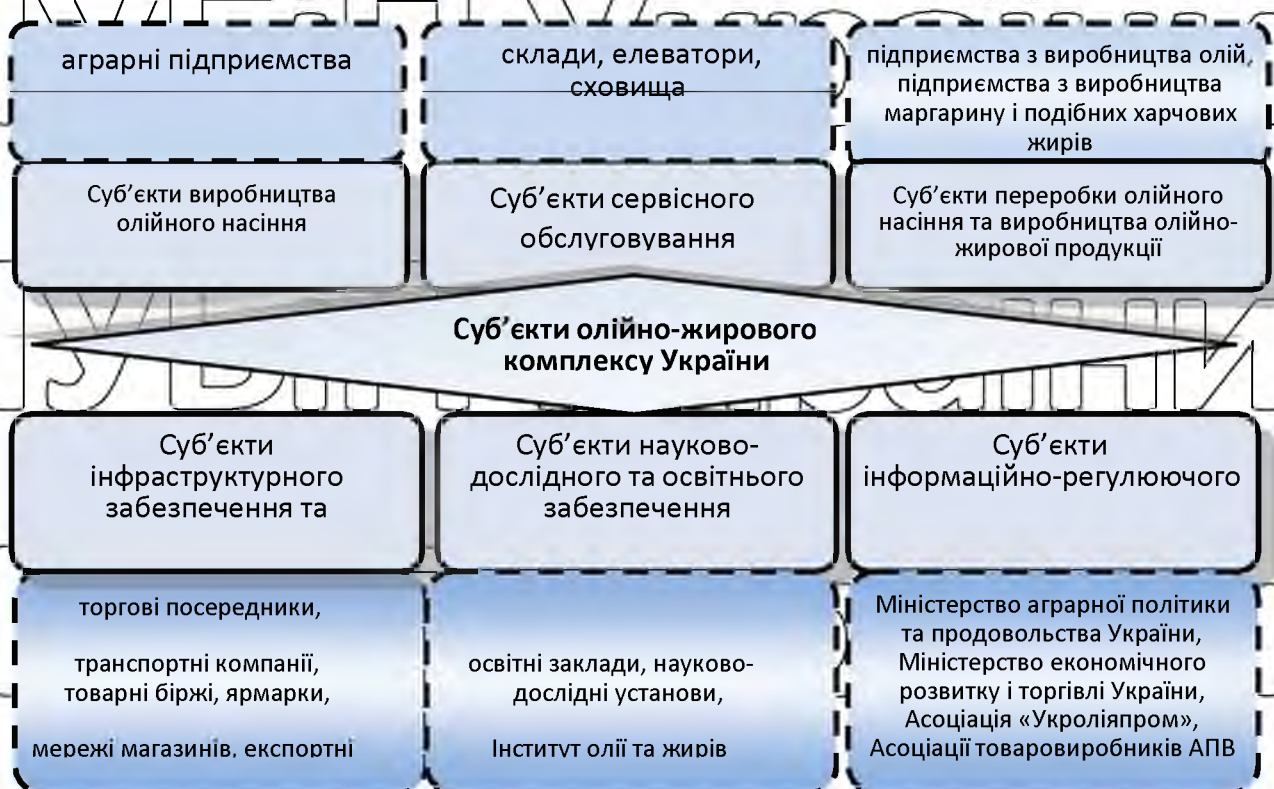 аграрні підприємства
склади, елеватори,
сховища
підприємства з виробництва олій,
підприємства з виробництва
маргарину і подібних харчових
жирів
Суб’єкти виробництва
олійного насіння
Суб’єкти сервісного
обслуговування
Суб’єкти переробки олійного
насіння та виробництва олійно-
жирової продукції
Суб’єкти олійно-жирового
комплексу України
Суб’єкти
інфраструктурного
забезпечення та
Суб’єкти науково-
дослідного та освітнього
забезпечення
Суб’єкти
інформаційно-регулюючого
торгові посередники,
транспортні компанії,
товарні біржі, ярмарки,
мережі магазинів, експортні
освітні заклади, науково-
дослідні установи,
Інститут олії та жирів
Міністерство аграрної політики
та продовольства України,
Міністерство економічного
розвитку і торгівлі України,
Асоціація «Укроліяпром»,
Асоціації товаровиробників АПВ